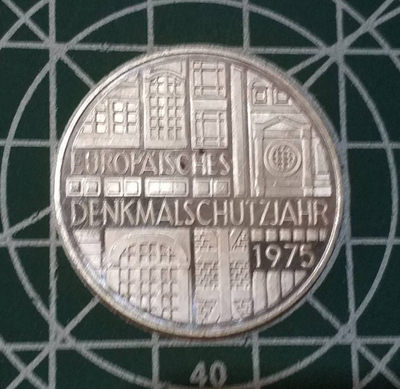 EUROPÄISCHES
DENKMALSCHUTZJAHR
1975
40